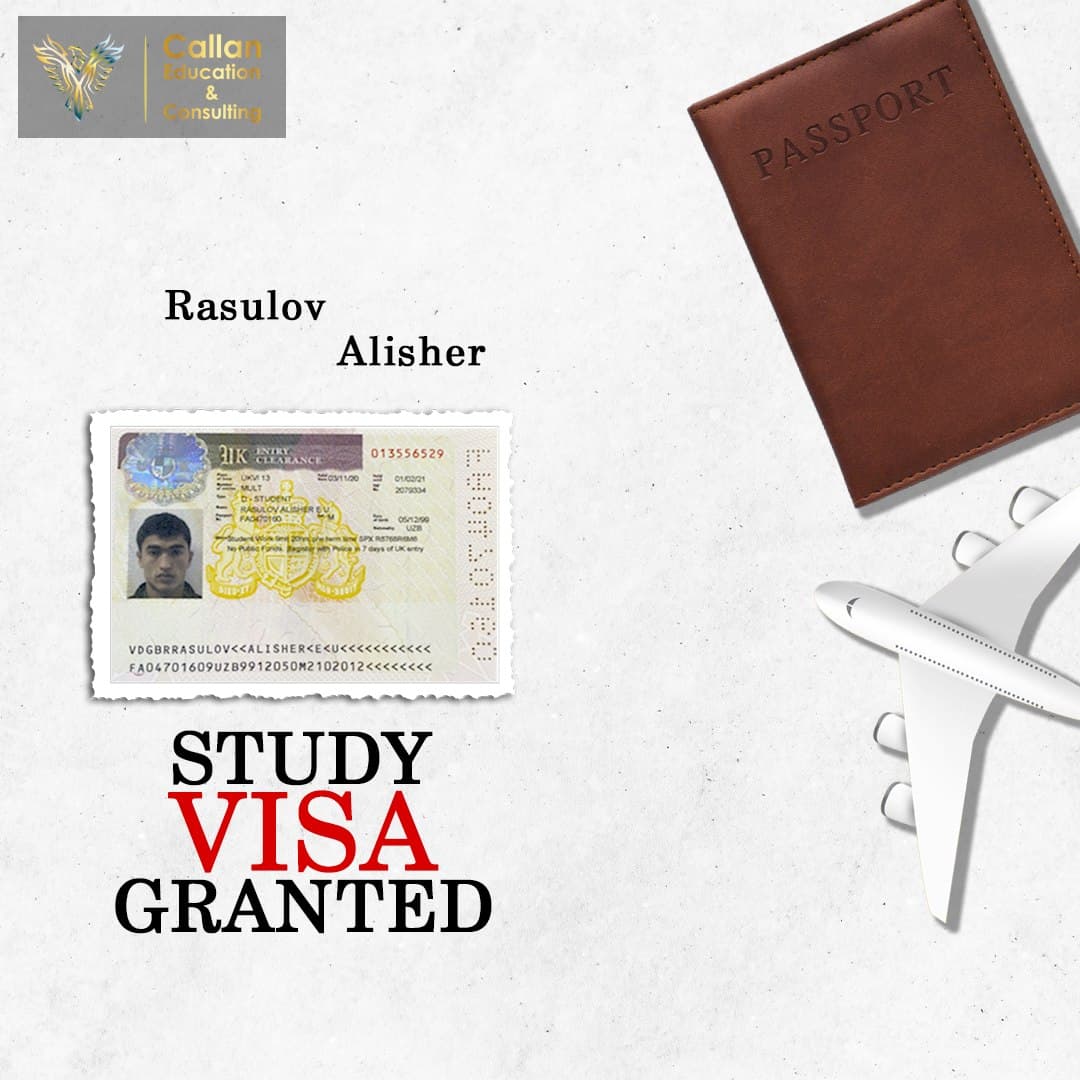 Callan
Education
&
Consulting
PASSPORT
Rasulov
Alisher
UK ENTRY
CLEARANCE
013556529
UKVI 13
03/11/20
01/02/21
MULT
2079334
D - STUDENT
RASULOV ALISHER E U
FA0470160
M
05/12/99
UZB
No Public Funds. Register with Police in 7 days of UK entry
VDGBRRASULOV<<ALISHER<E<U<<<<<<<<<<<<
FA04701609UZB9912050M2102012<<<<<<<<
STUDY
VISA
GRANTED